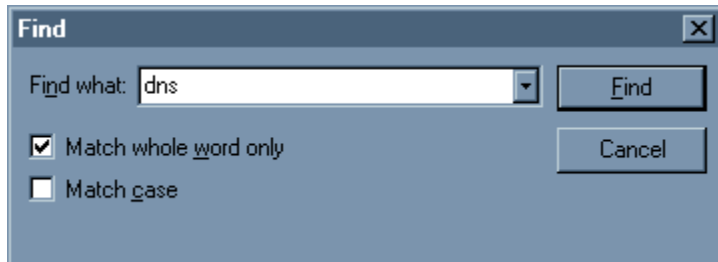 Find
Find what: dns
Find
Match whole word only
Cancel
Match case